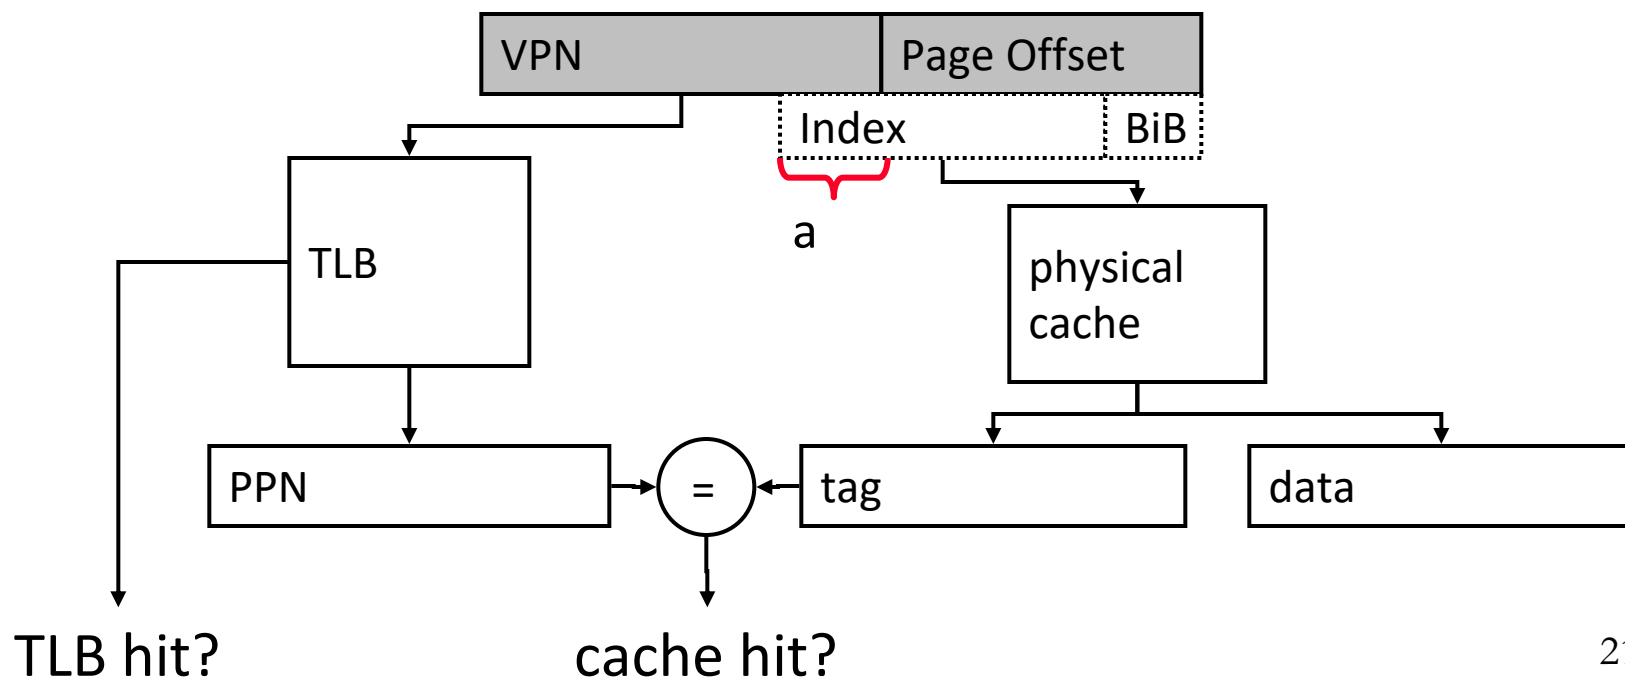 VPN
Page Offset
Index
BiB
a
TLB
physical
cache
PPN
=
tag
data
TLB hit?
cache hit?